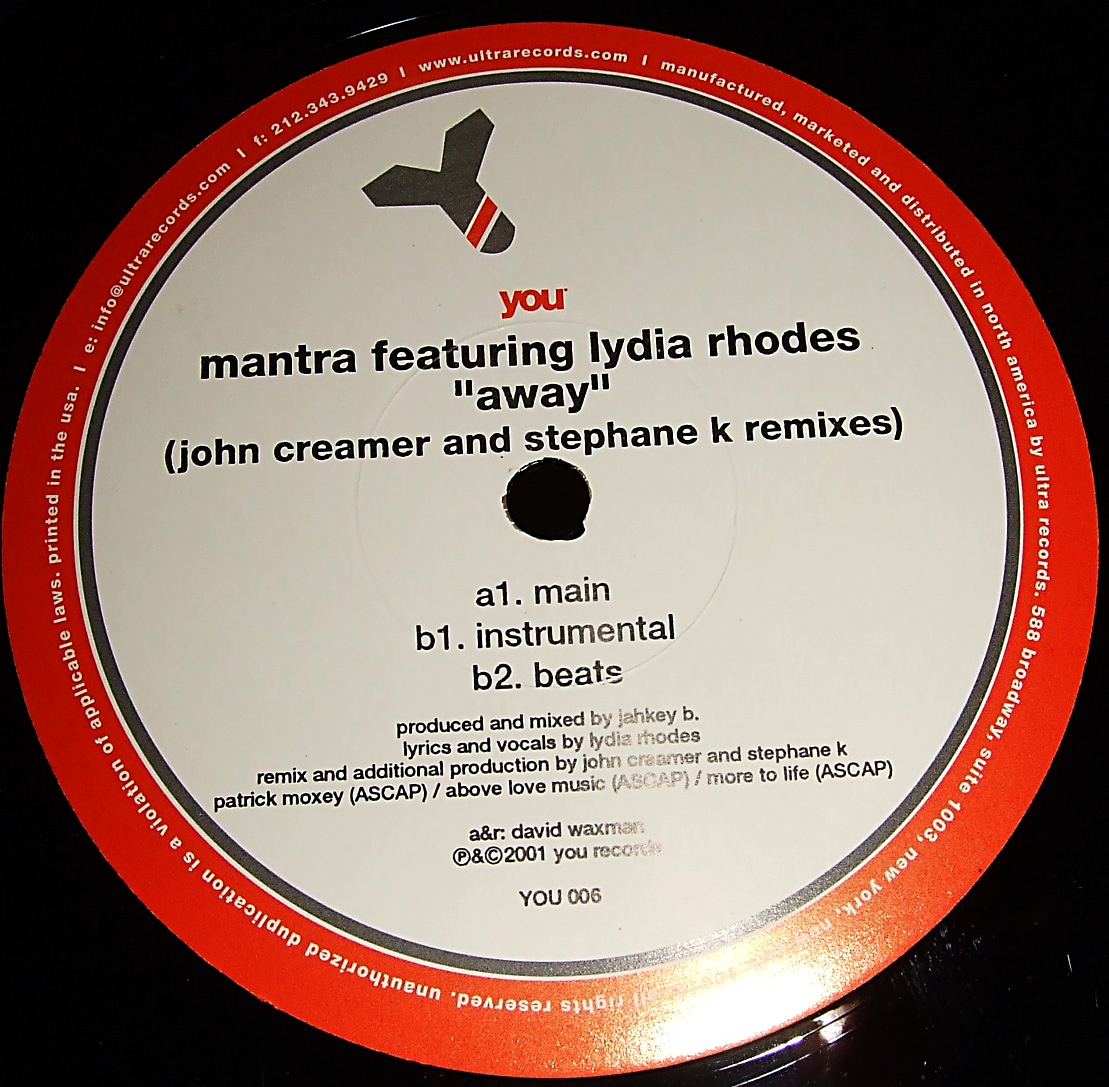 you
mantra featuring lydia rhodes
"away"
(john creamer and stephane k remixes)
a1. main
b1. instrumental
b2. beats
produced and mixed by jahkey b.
lyrics and vocals by lydia rhodes
remix and additional production by john creamer and stephane k
patrick moxey (ASCAP) / above love music (ASCAP) / more to life (ASCAP)
a&r: david waxman
℗&©2001 you records
YOU 006
e: info@ultrarecords.com | f: 212.343.9429 | www.ultrarecords.com | manufactured, marketed and distributed in north america by ultra records. 588 broadway, suite 1003, new york, all rights reserved. unauthorized duplication is a violation of applicable laws. printed in the usa. |